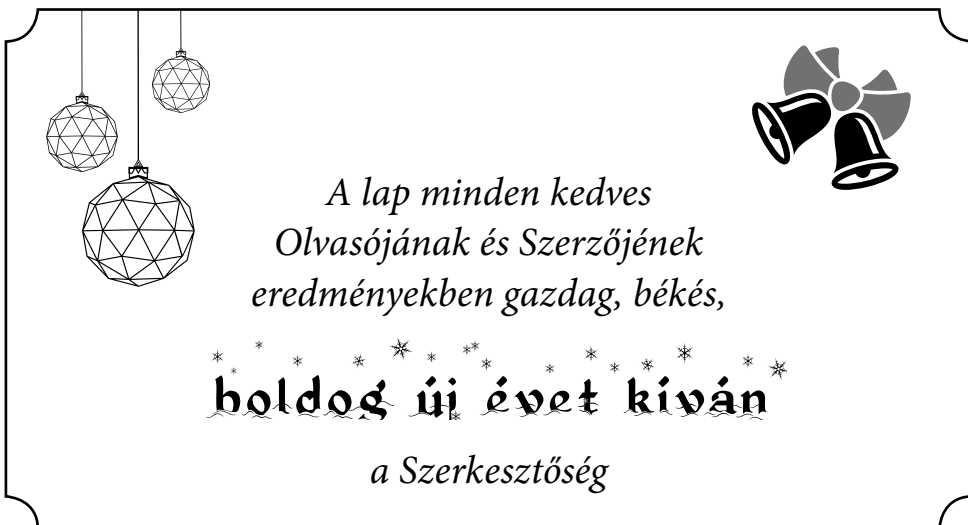 A lap minden kedves
Olvasójának és Szerzőjének
eredményekben gazdag, békés,
boldog új évet kíván
a Szerkesztőség